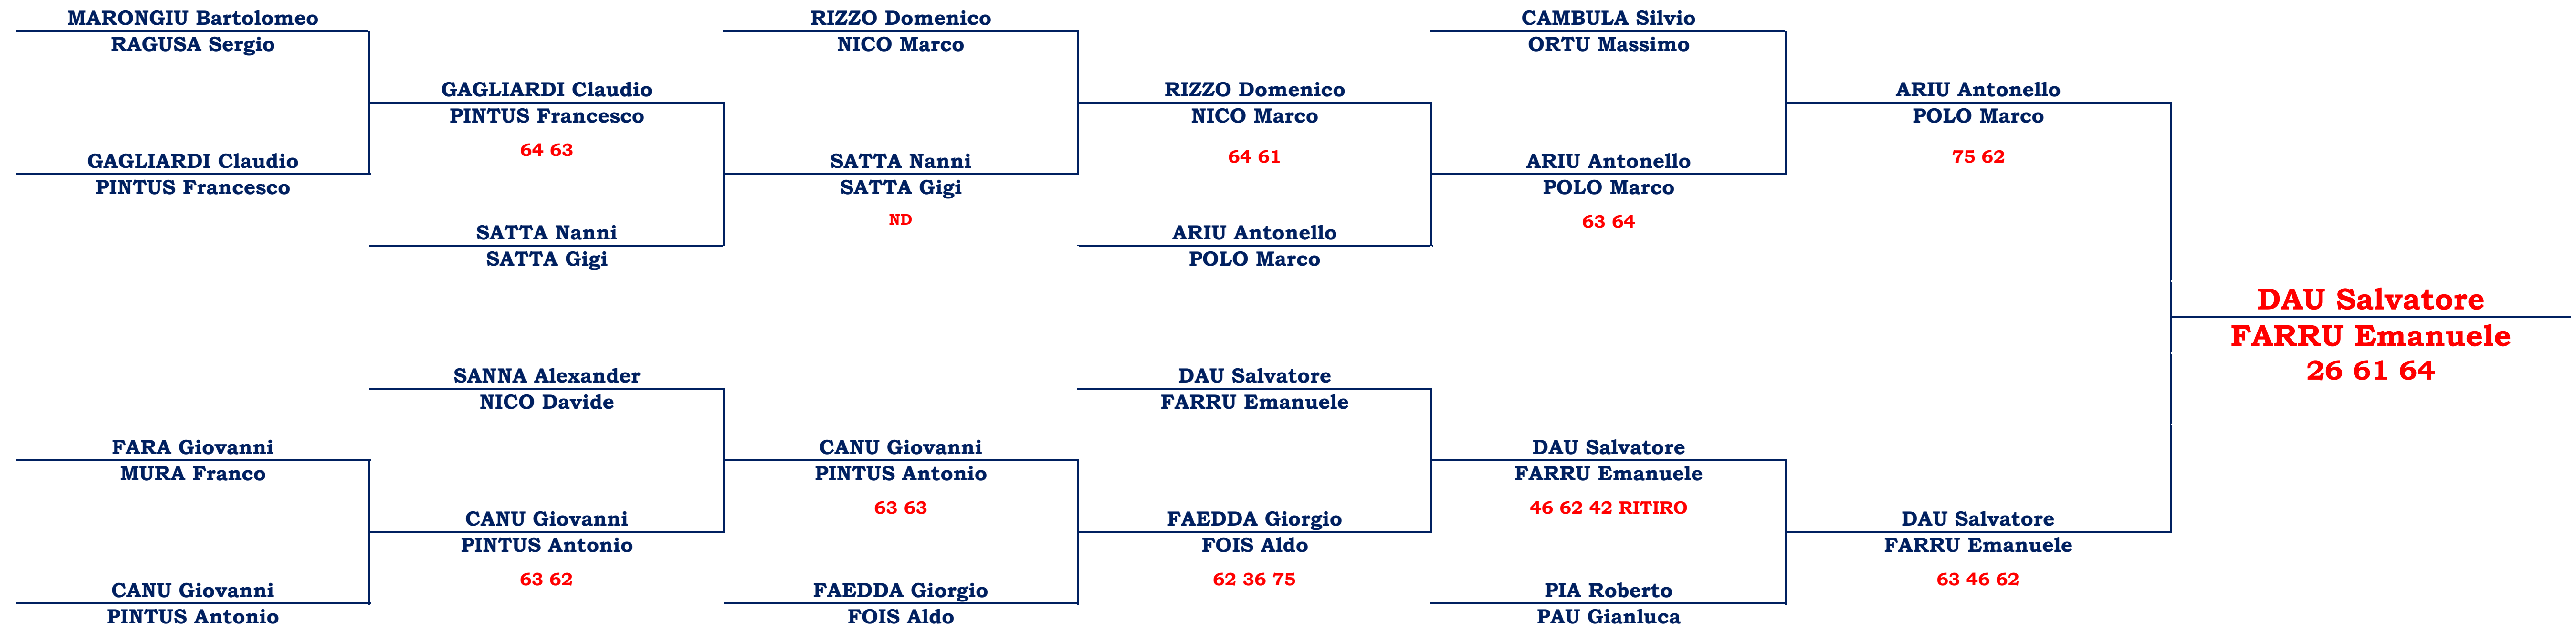 MARONGIU Bartolomeo
RAGUSA Sergio
GAGLIARDI Claudio
PINTUS Francesco
GAGLIARDI Claudio
PINTUS Francesco
64 63
SATTA Nanni
SATTA Gigi
RIZZO Domenico
NICO Marco
SATTA Nanni
SATTA Gigi
ND
RIZZO Domenico
NICO Marco
64 61
ARIU Antonello
POLO Marco
CAMBULA Silvio
ORTU Massimo
ARIU Antonello
POLO Marco
63 64
ARIU Antonello
POLO Marco
75 62
FARA Giovanni
MURA Franco
CANU Giovanni
PINTUS Antonio
SANNA Alexander
NICO Davide
CANU Giovanni
PINTUS Antonio
63 62
CANU Giovanni
PINTUS Antonio
63 63
FAEDDA Giorgio
FOIS Aldo
DAU Salvatore
FARRU Emanuele
FAEDDA Giorgio
FOIS Aldo
62 36 75
DAU Salvatore
FARRU Emanuele
46 62 42 RITIRO
PIA Roberto
PAU Gianluca
DAU Salvatore
FARRU Emanuele
63 46 62
DAU Salvatore
FARRU Emanuele
26 61 64